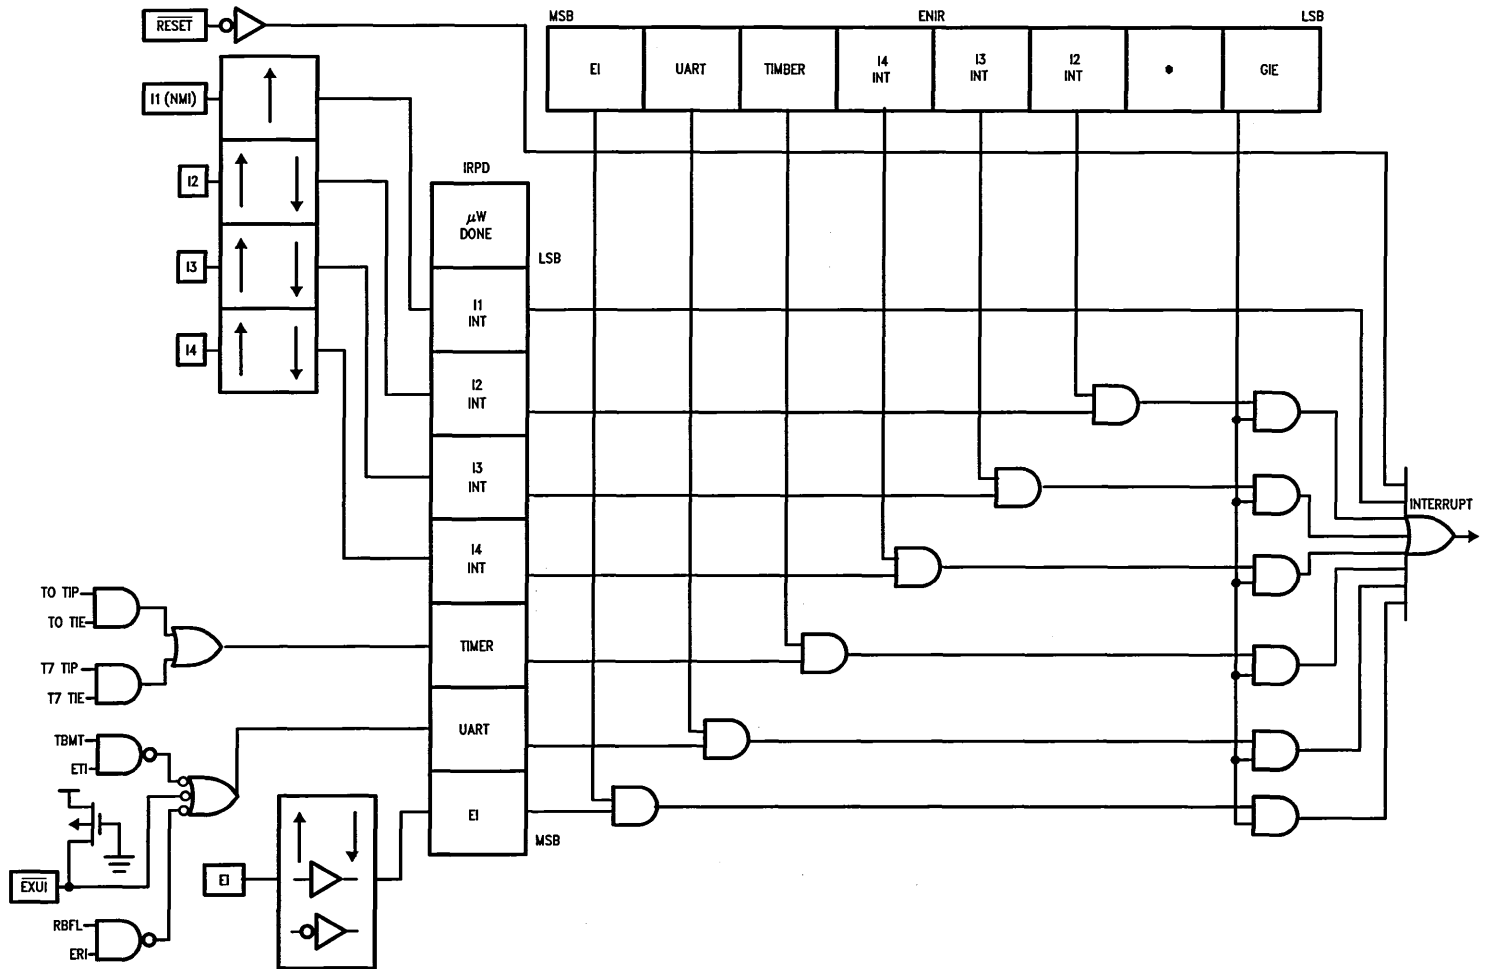 RESET
MSB
ENIR
LSB
I1 (NMI)
EI
UART
TIMBER
I4
INT
I3
INT
I2
INT
*
GIE
I2
IRPD
μW
DONE
LSB
I3
I1
INT
I4
I2
INT
I3
INT
INTERRUPT
I4
INT
T0 TIP
T0 TIE
TIMER
T7 TIP
T7 TIE
UART
TBMT
ETI
EI
MSB
EXUI
EI
RBFL
ERI